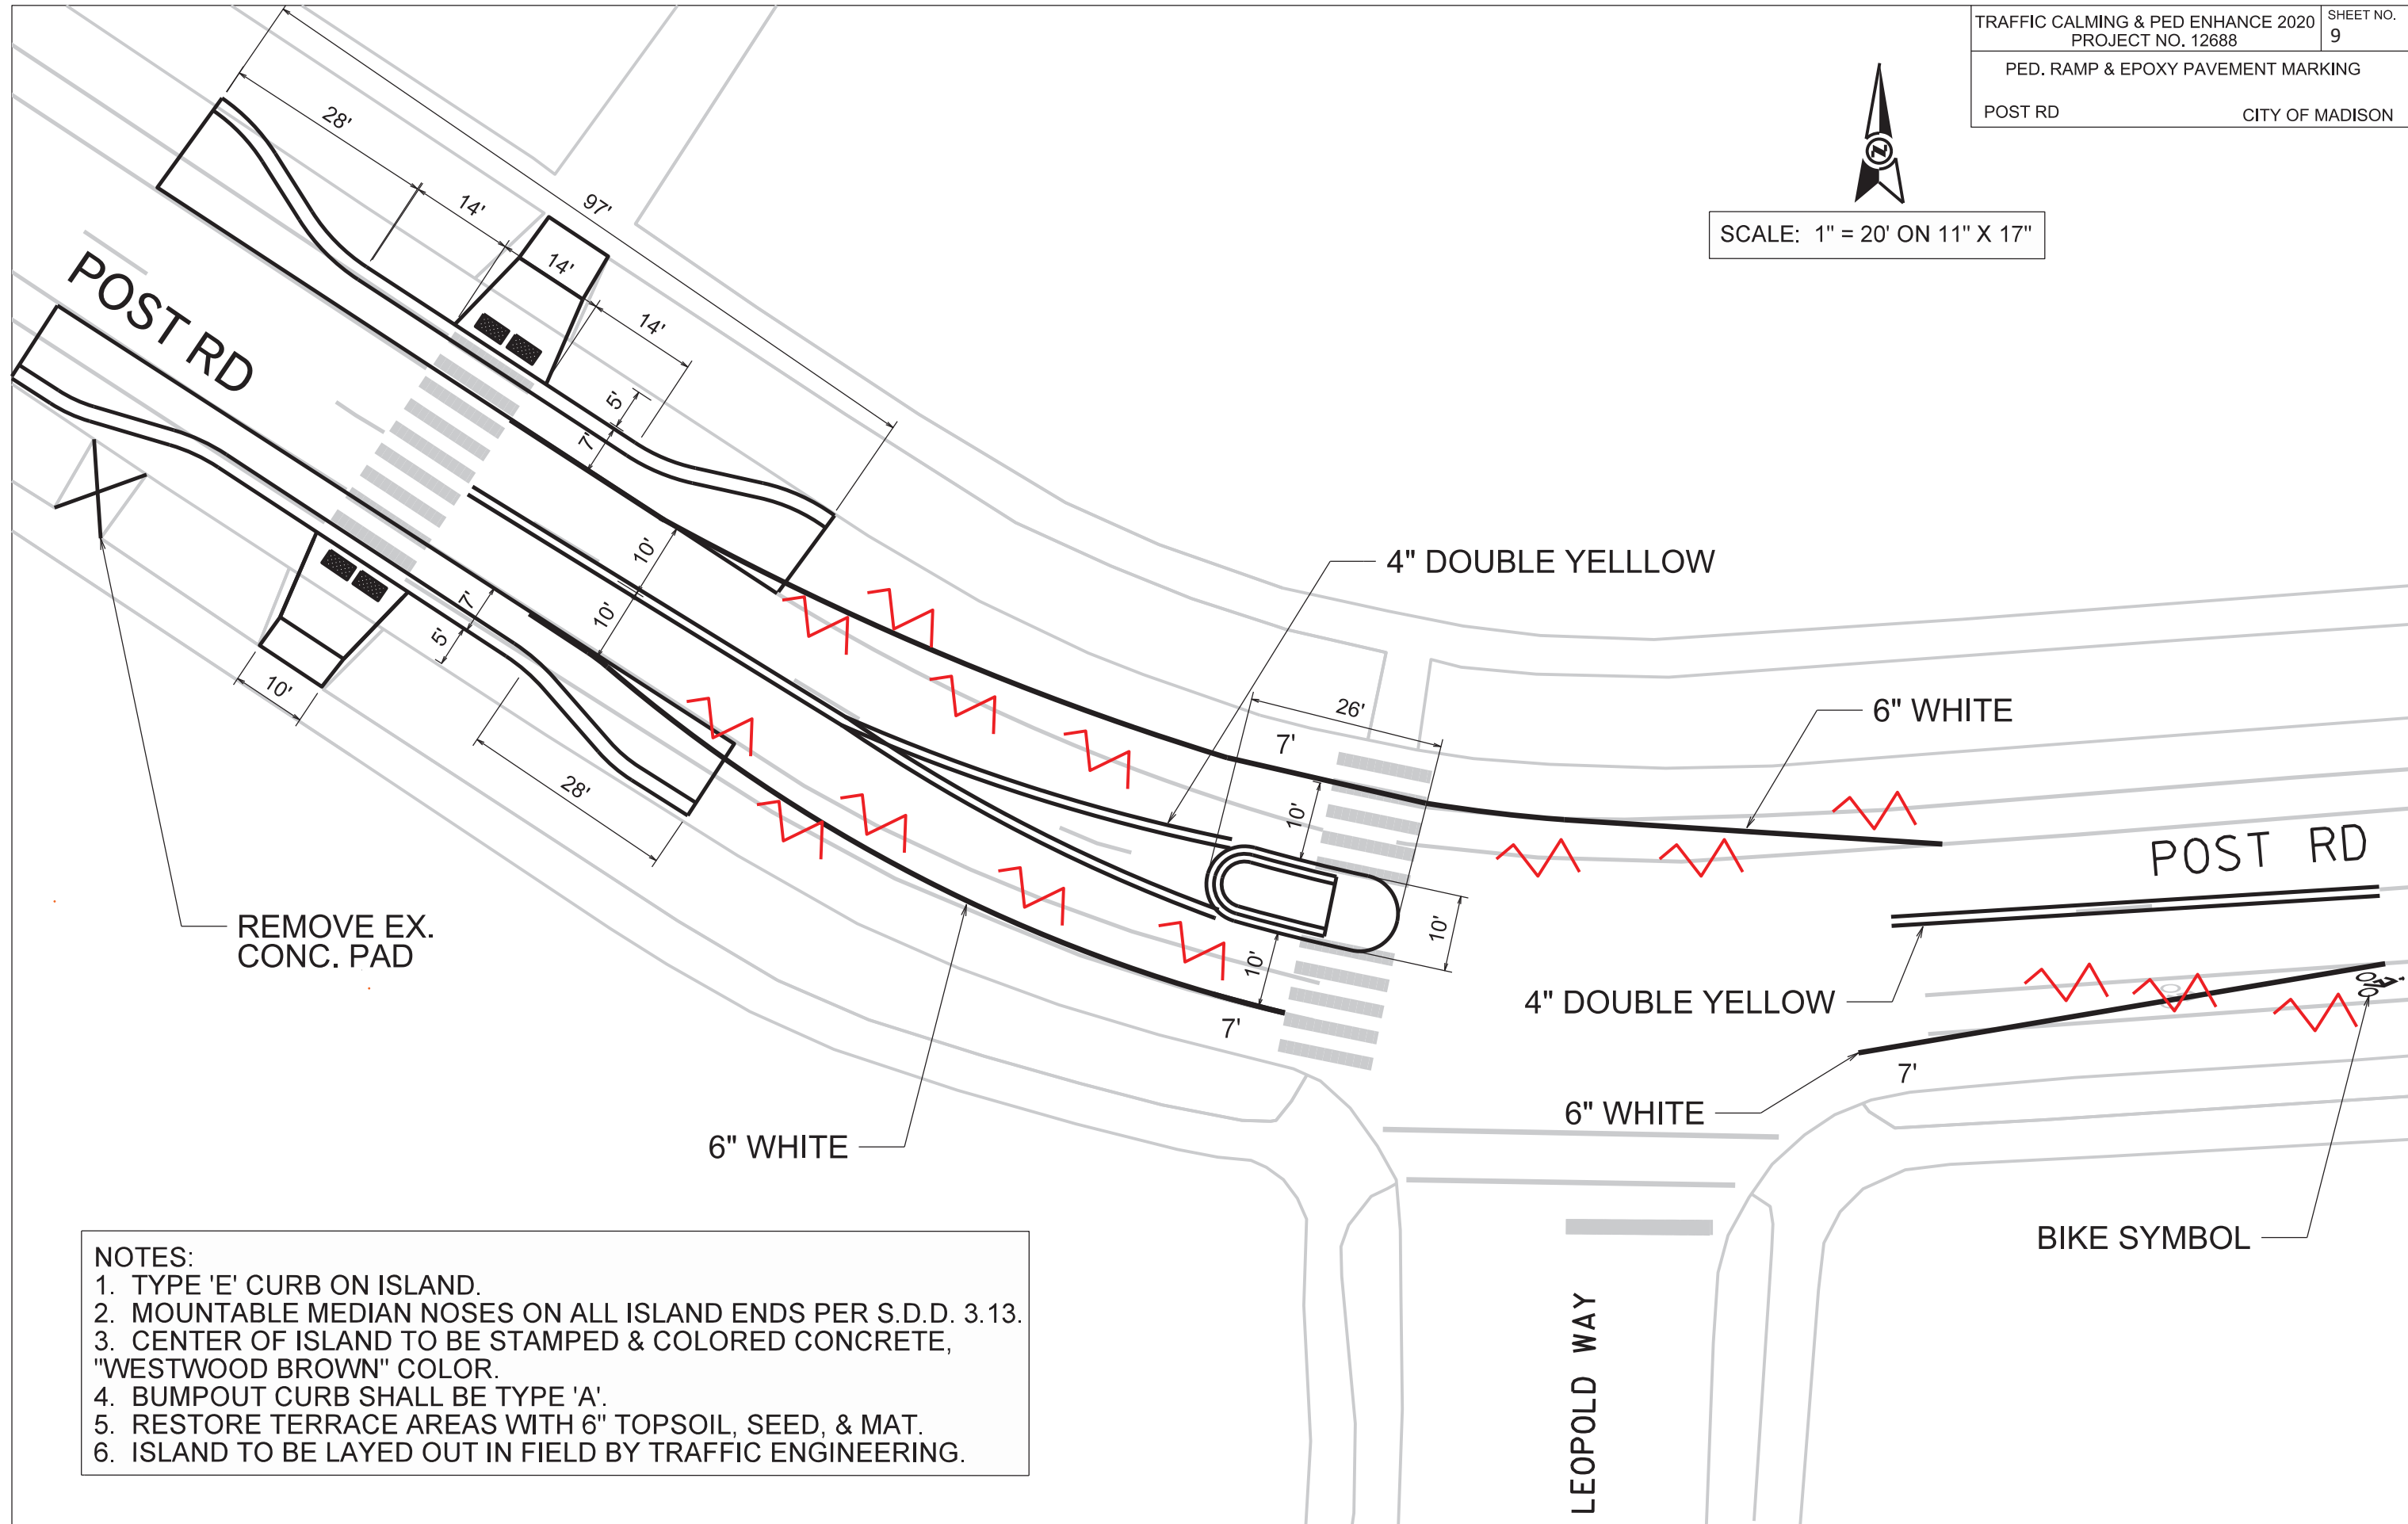 TRAFFIC CALMING & PED ENHANCE 2020
PROJECT NO. 12688
SHEET NO.
9
PED. RAMP & EPOXY PAVEMENT MARKING
POST RD
CITY OF MADISON
N
SCALE: 1" = 20' ON 11" X 17"
28'
14'
97'
14'
14'
5'
7'
POST RD
10'
10'
7'
5'
10'
28'
4" DOUBLE YELLLOW
26'
7'
6" WHITE
10'
POST RD
10'
10'
7'
REMOVE EX.
CONC. PAD
4" DOUBLE YELLOW
7'
6" WHITE
6" WHITE
BIKE SYMBOL
LEOPOLD WAY
NOTES:
1. TYPE 'E' CURB ON ISLAND.
2. MOUNTABLE MEDIAN NOSES ON ALL ISLAND ENDS PER S.D.D. 3.13.
3. CENTER OF ISLAND TO BE STAMPED & COLORED CONCRETE,
"WESTWOOD BROWN" COLOR.
4. BUMPOUT CURB SHALL BE TYPE 'A'.
5. RESTORE TERRACE AREAS WITH 6" TOPSOIL, SEED, & MAT.
6. ISLAND TO BE LAYED OUT IN FIELD BY TRAFFIC ENGINEERING.